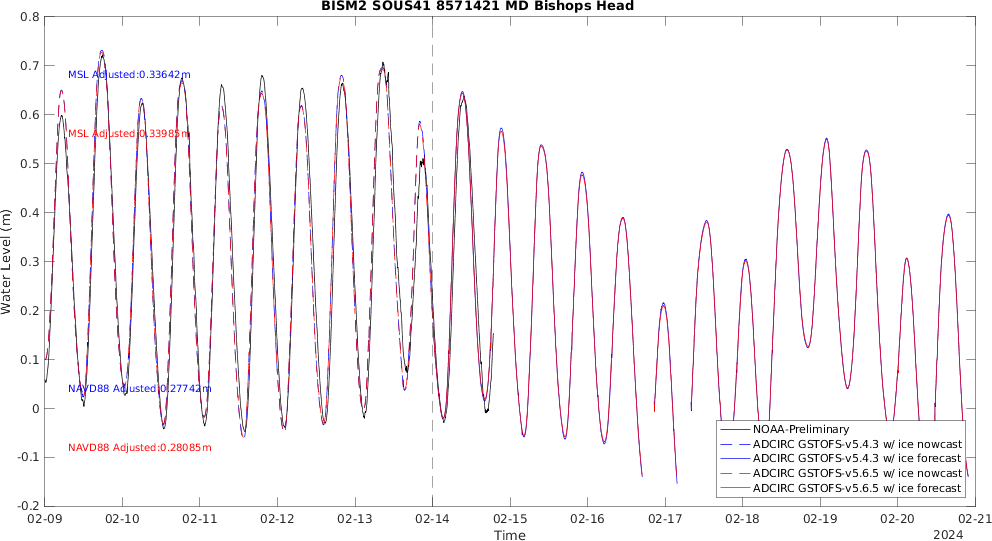 BISM2 SOUS41 8571421 MD Bishops Head
0.8
0.7
0.6
0.5
0.4
0.3
0.2
0.1
0
-0.1
-0.2
Water Level (m)
MSL Adjusted:0.33642m
MSL Adjusted:0.33985m
NAVD88 Adjusted:0.27742m
NAVD88 Adjusted:0.28085m
NOAA-Preliminary
ADCIRC GSTOFS-v5.4.3 w/ ice nowcast
ADCIRC GSTOFS-v5.4.3 w/ ice forecast
ADCIRC GSTOFS-v5.6.5 w/ ice nowcast
ADCIRC GSTOFS-v5.6.5 w/ ice forecast
02-09 02-10 02-11 02-12 02-13 02-14 02-15 02-16 02-17 02-18 02-19 02-20 02-21
Time
2024